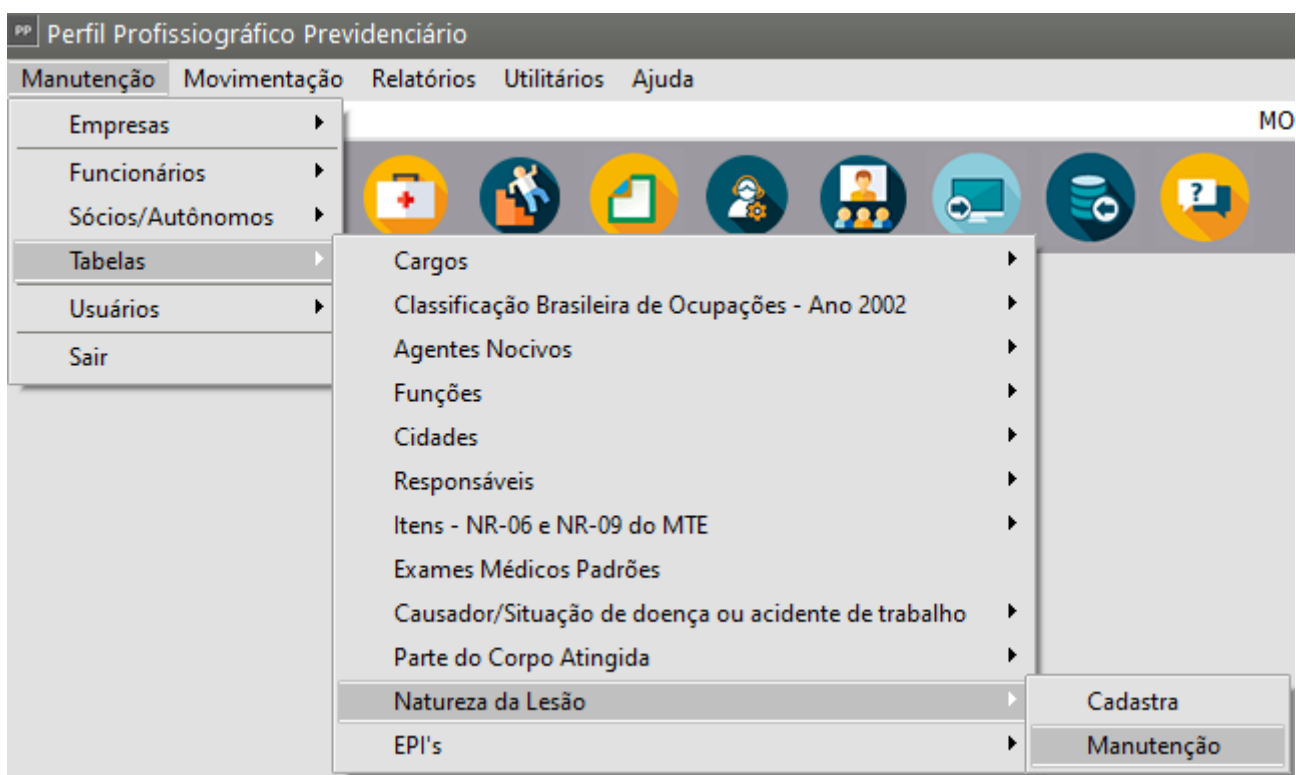 PP Perfil Profissiográfico Previdenciário
Manutenção Movimentação Relatórios Utilitários Ajuda
Empresas
MO
Funcionários
Sócios/Autônomos
Tabelas
Usuários
Sair
Cargos
Classificação Brasileira de Ocupações - Ano 2002
Agentes Nocivos
Funções
Cidades
Responsáveis
Itens - NR-06 e NR-09 do MTE
Exames Médicos Padrões
Causador/Situação de doença ou acidente de trabalho
Parte do Corpo Atingida
Natureza da Lesão
EPI's
Cadastra
Manutenção
?